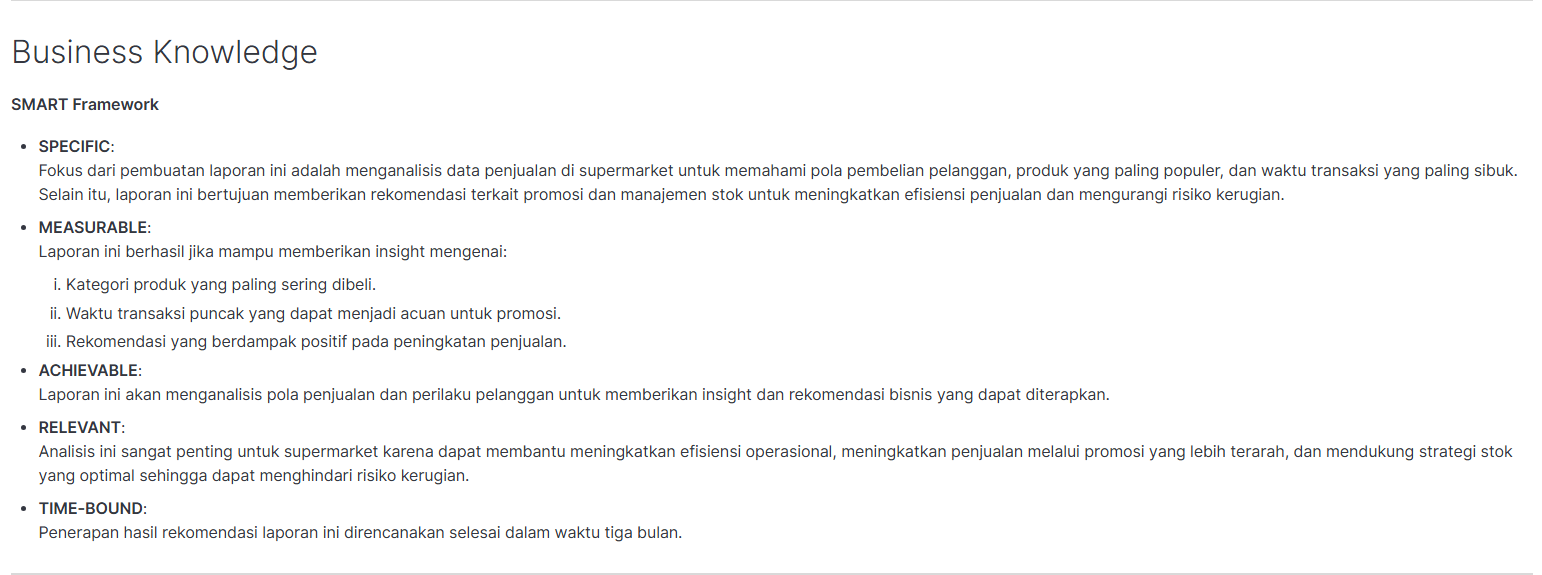 Business Knowledge
SMART Framework
• SPECIFIC:
Fokus dari pembuatan laporan ini adalah menganalisis data penjualan di supermarket untuk memahami pola pembelian pelanggan, produk yang paling populer, dan waktu transaksi yang paling sibuk.
Selain itu, laporan ini bertujuan memberikan rekomendasi terkait promosi dan manajemen stok untuk meningkatkan efisiensi penjualan dan mengurangi risiko kerugian.
• MEASURABLE:
Laporan ini berhasil jika mampu memberikan insight mengenai:
i. Kategori produk yang paling sering dibeli.
ii. Waktu transaksi puncak yang dapat menjadi acuan untuk promosi.
iii. Rekomendasi yang berdampak positif pada peningkatan penjualan.
• ACHIEVABLE:
Laporan ini akan menganalisis pola penjualan dan perilaku pelanggan untuk memberikan insight dan rekomendasi bisnis yang dapat diterapkan.
• RELEVANT:
Analisis ini sangat penting untuk supermarket karena dapat membantu meningkatkan efisiensi operasional, meningkatkan penjualan melalui promosi yang lebih terarah, dan mendukung strategi stok
yang optimal sehingga dapat menghindari risiko kerugian.
• TIME-BOUND:
Penerapan hasil rekomendasi laporan ini direncanakan selesai dalam waktu tiga bulan.